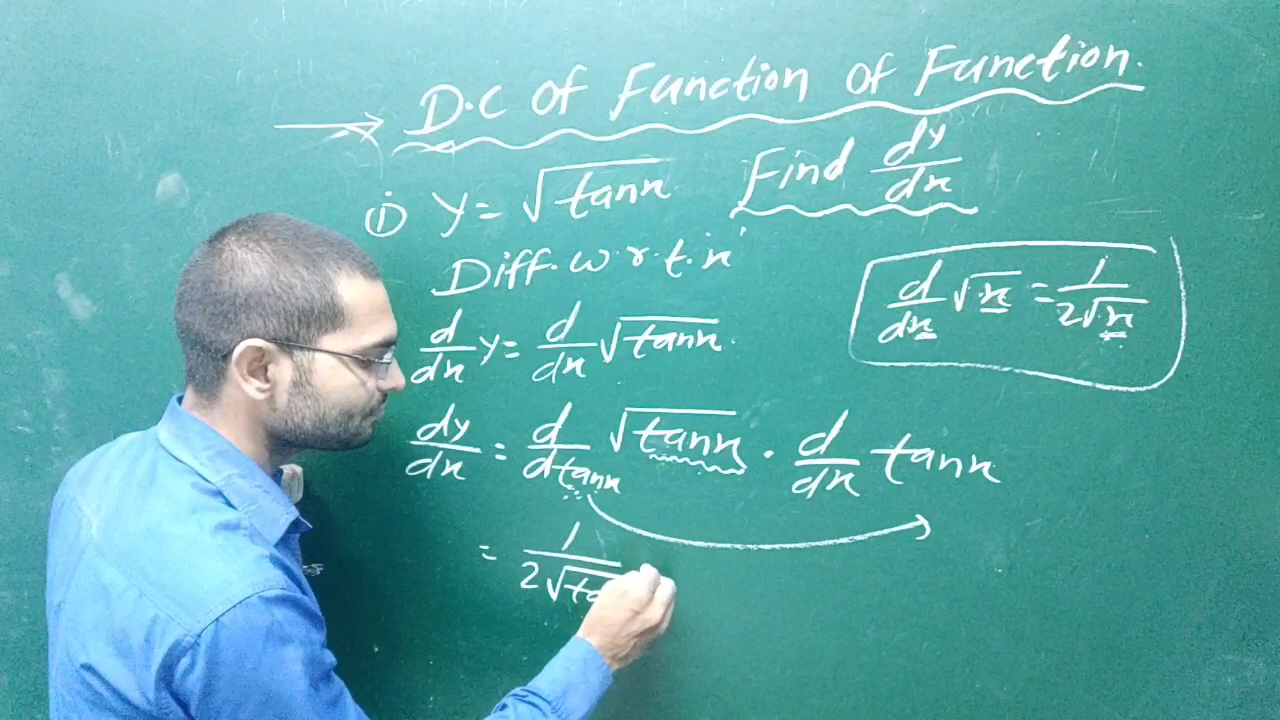 → D.C Of Function Of Function.
(i) y = √tanx Find dy/dx
Diff. w.r.t. 'x'
d/dx y = d/dx √tanx.
d/dx √x = 1/2√x
dy/dx = d/dtanx √tanx . d/dx tanx
= 1/2√ta